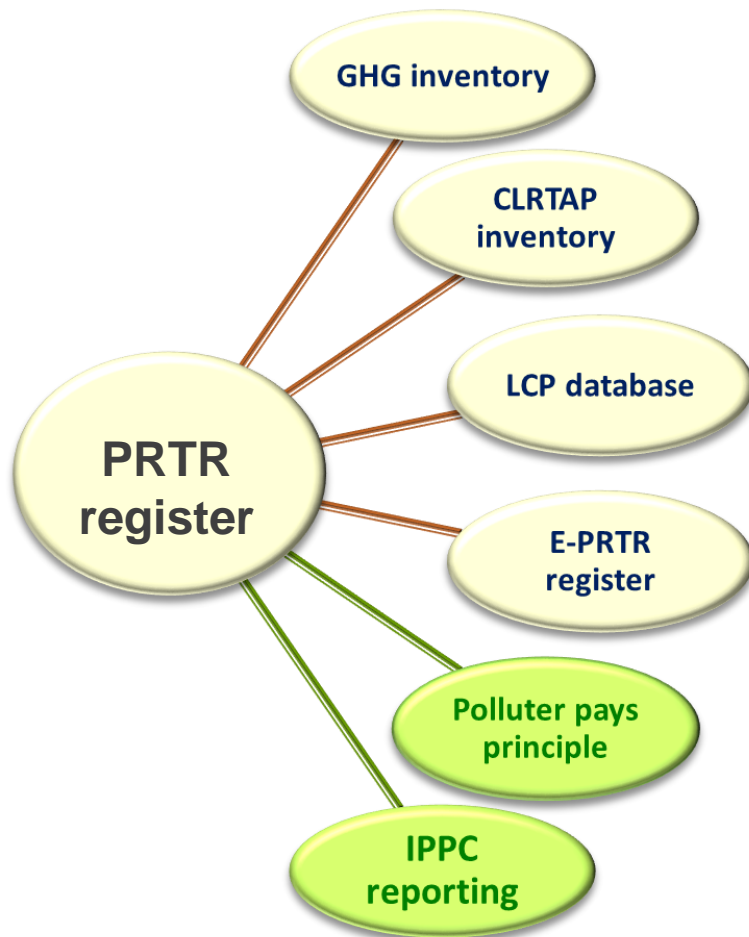 GHG inventory
CLRTAP
inventory
LCP database
PRTR
register
E-PRTR
register
Polluter pays
principle
IPPC
reporting